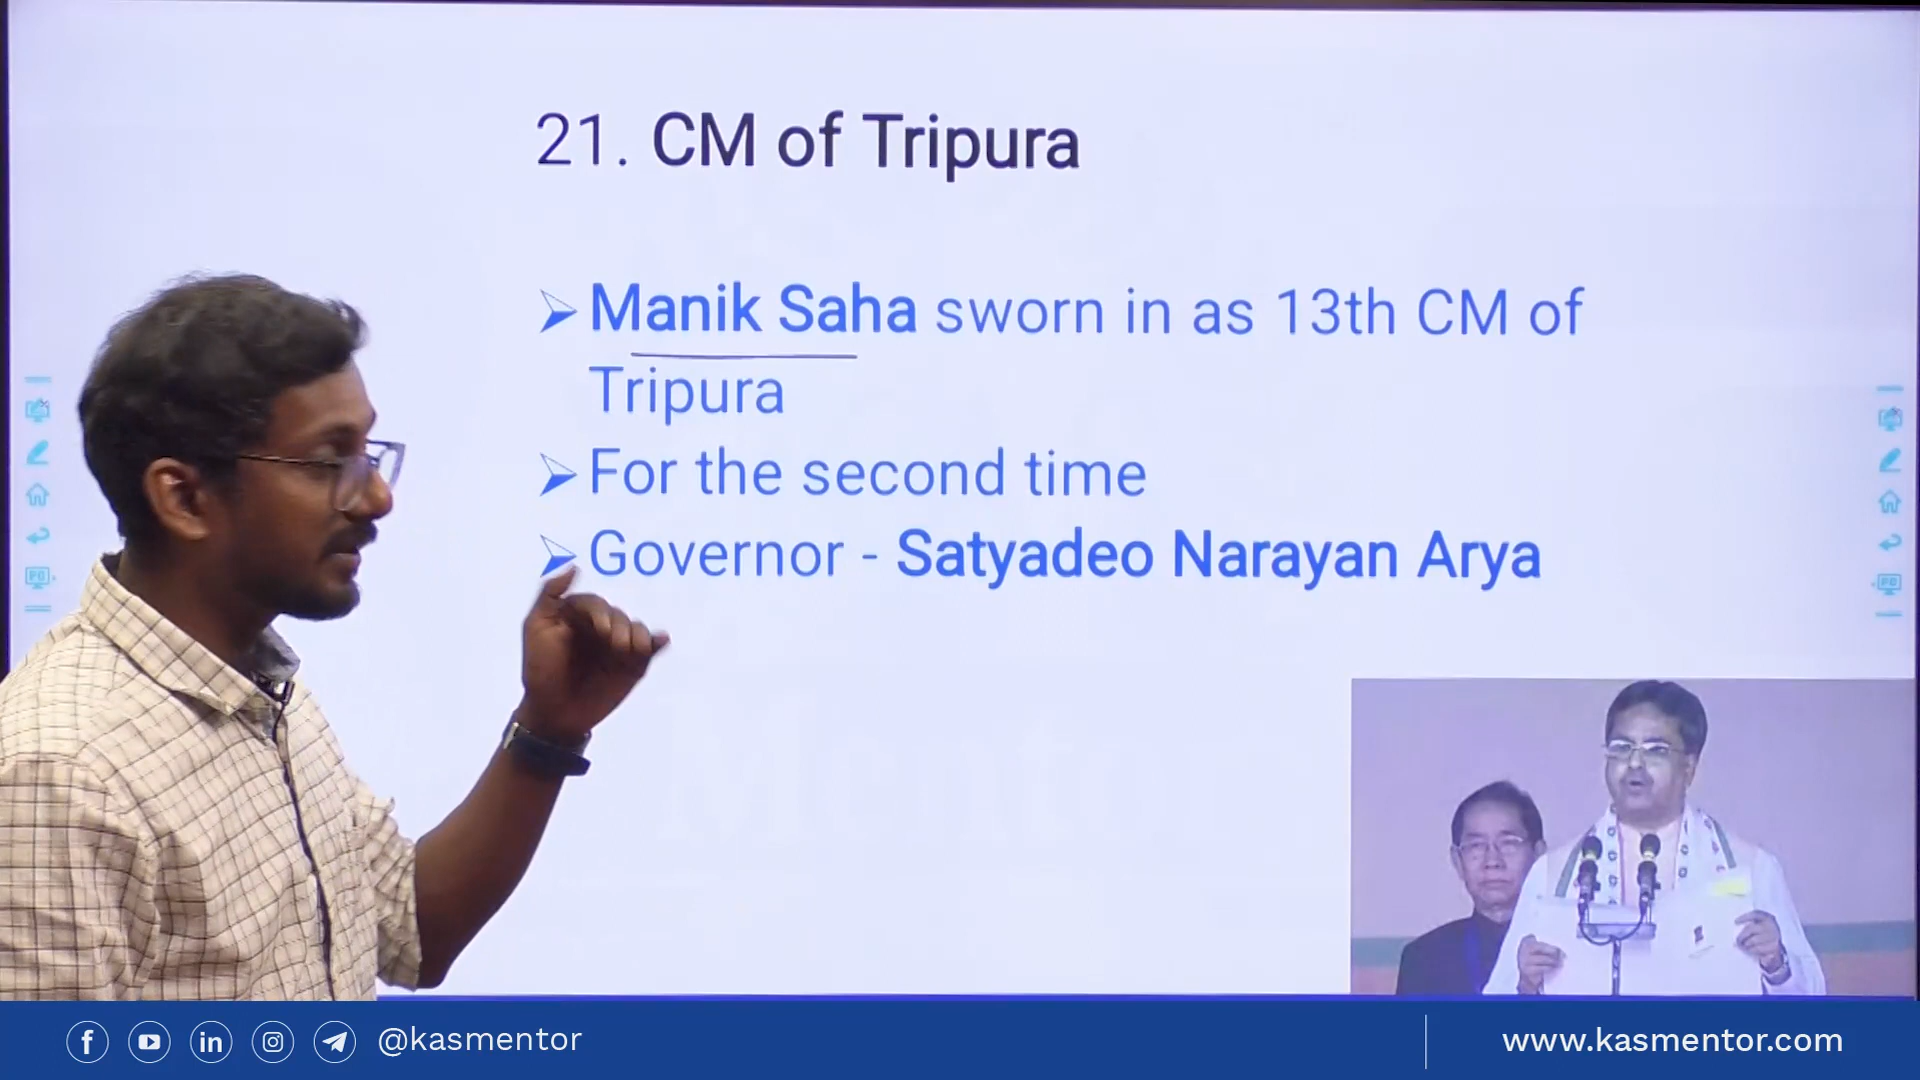 21. CM of Tripura
➢Manik Saha sworn in as 13th CM of
Tripura
➢For the second time
➢Governor - Satyadeo Narayan Arya
@kasmentor
www.kasmentor.com